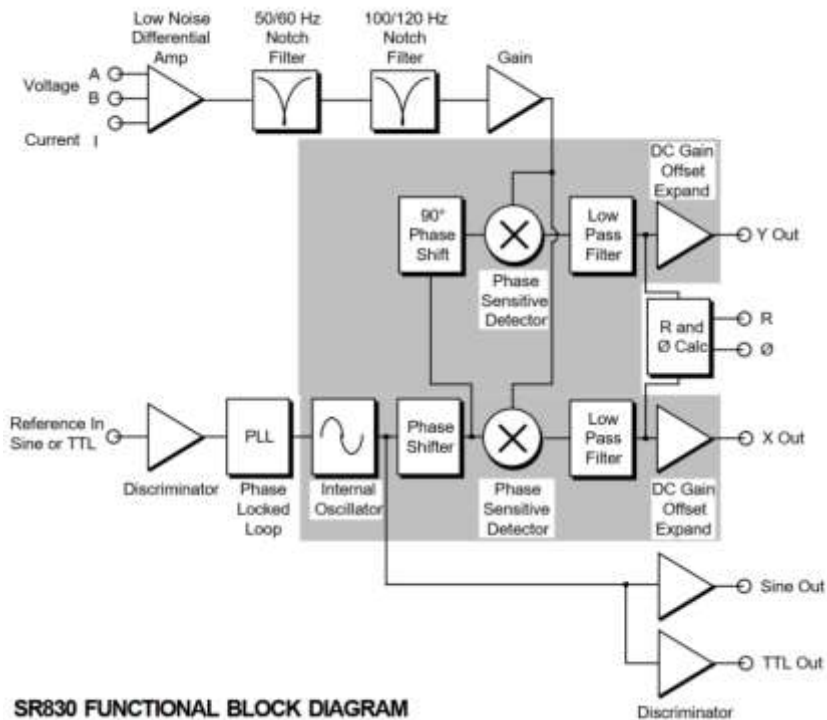 Low Noise
Differential
Amp
50/60 Hz
Notch
Filter
100/120 Hz
Notch
Filter
Gain
Voltage
A
B
Current
I
DC Gain
Offset
Expand
90°
Phase
Shift
Low
Pass
Filter
Y Out
Phase
Sensitive
Detector
R and
Ø Calc
R
Ø
Reference In
Sine or TTL
PLL
Phase
Shifter
Low
Pass
Filter
X Out
Discriminator
Phase
Locked
Loop
Internal
Oscillator
Phase
Sensitive
Detector
DC Gain
Offset
Expand
Sine Out
TTL Out
SR830 FUNCTIONAL BLOCK DIAGRAM
Discriminator